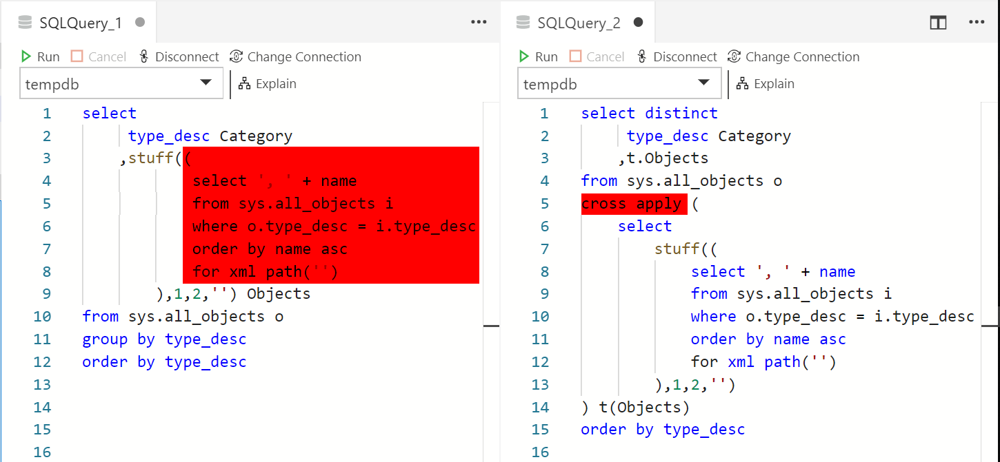 SQLQuery_1
Run Cancel Disconnect Change Connection
tempdb Explain
1 select
2 type_desc Category
3 ,stuff((
4 select ', ' + name
5 from sys.all_objects i
6 where o.type_desc = i.type_desc
7 order by name asc
8 for xml path('')
9 ),1,2,'') Objects
10 from sys.all_objects o
11 group by type_desc
12 order by type_desc
13
14
15
16
SQLQuery_2
Run Cancel Disconnect Change Connection
tempdb Explain
1 select distinct
2 type_desc Category
3 ,t.Objects
4 from sys.all_objects o
5 cross apply (
6 select
7 stuff((
8 select ', ' + name
9 from sys.all_objects i
10 where o.type_desc = i.type_desc
11 order by name asc
12 for xml path('')
13 ),1,2,'')
14 ) t(Objects)
15 order by type_desc
16